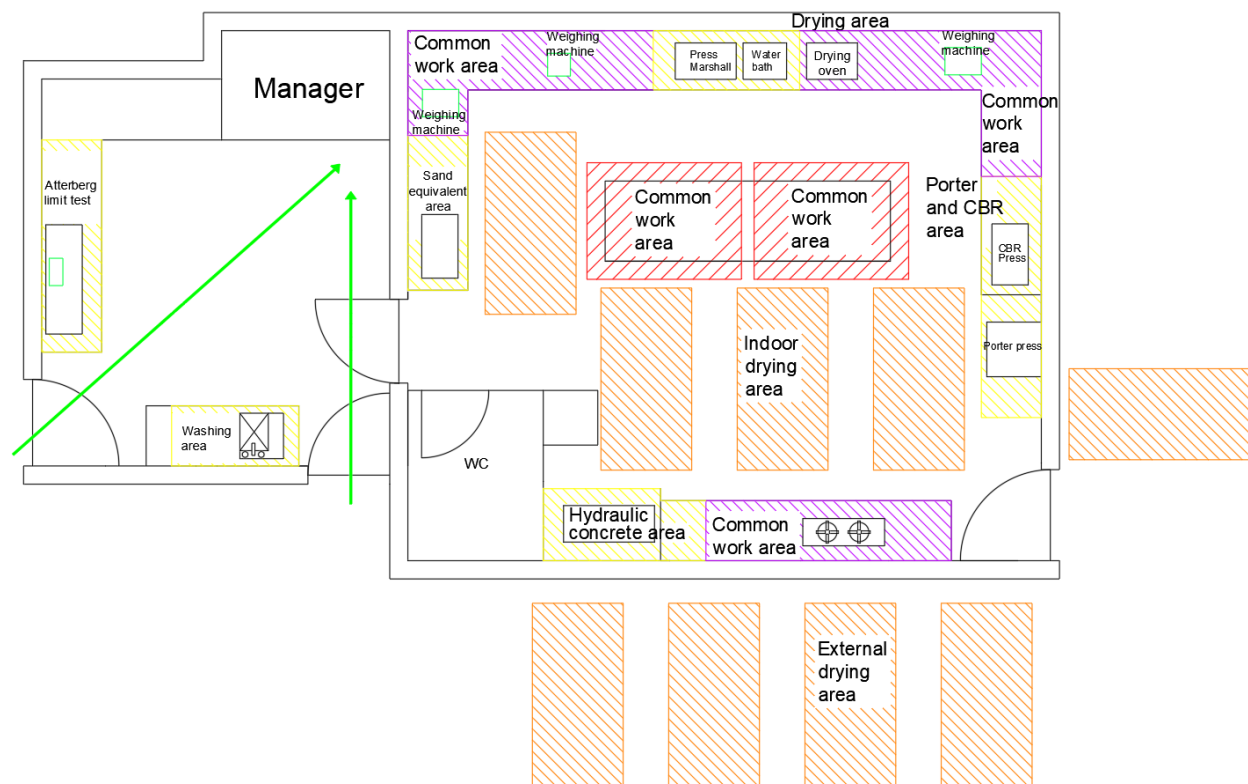 Drying area
Common
work area
Weighing
machine
Press
Marshall
Water
bath
Drying
oven
Weighing
machine
Manager
Weighing
machine
Common
work
area
Atterberg
limit test
Sand
equivalent
area
Common
work
area
Common
work
area
Porter
and CBR
area
CBR
Press
Indoor
drying
area
Porter press
Washing
area
WC
Hydraulic
concrete area
Common
work area
External
drying
area